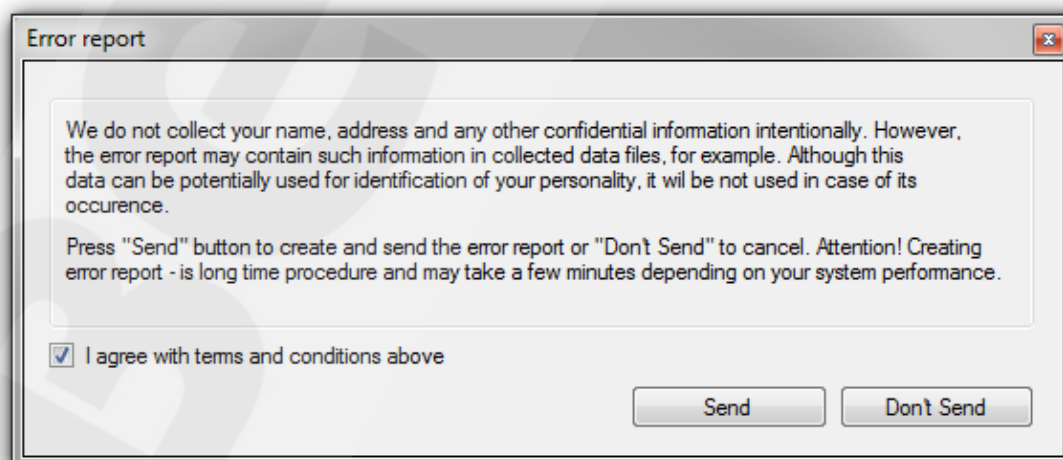 Error report
We do not collect your name, address and any other confidential information intentionally. However,
the error report may contain such information in collected data files, for example. Although this
data can be potentially used for identification of your personality, it wil be not used in case of its
occurence.
Press "Send" button to create and send the error report or "Don't Send" to cancel. Attention! Creating
error report - is long time procedure and may take a few minutes depending on your system performance.
I agree with terms and conditions above
Send
Don't Send